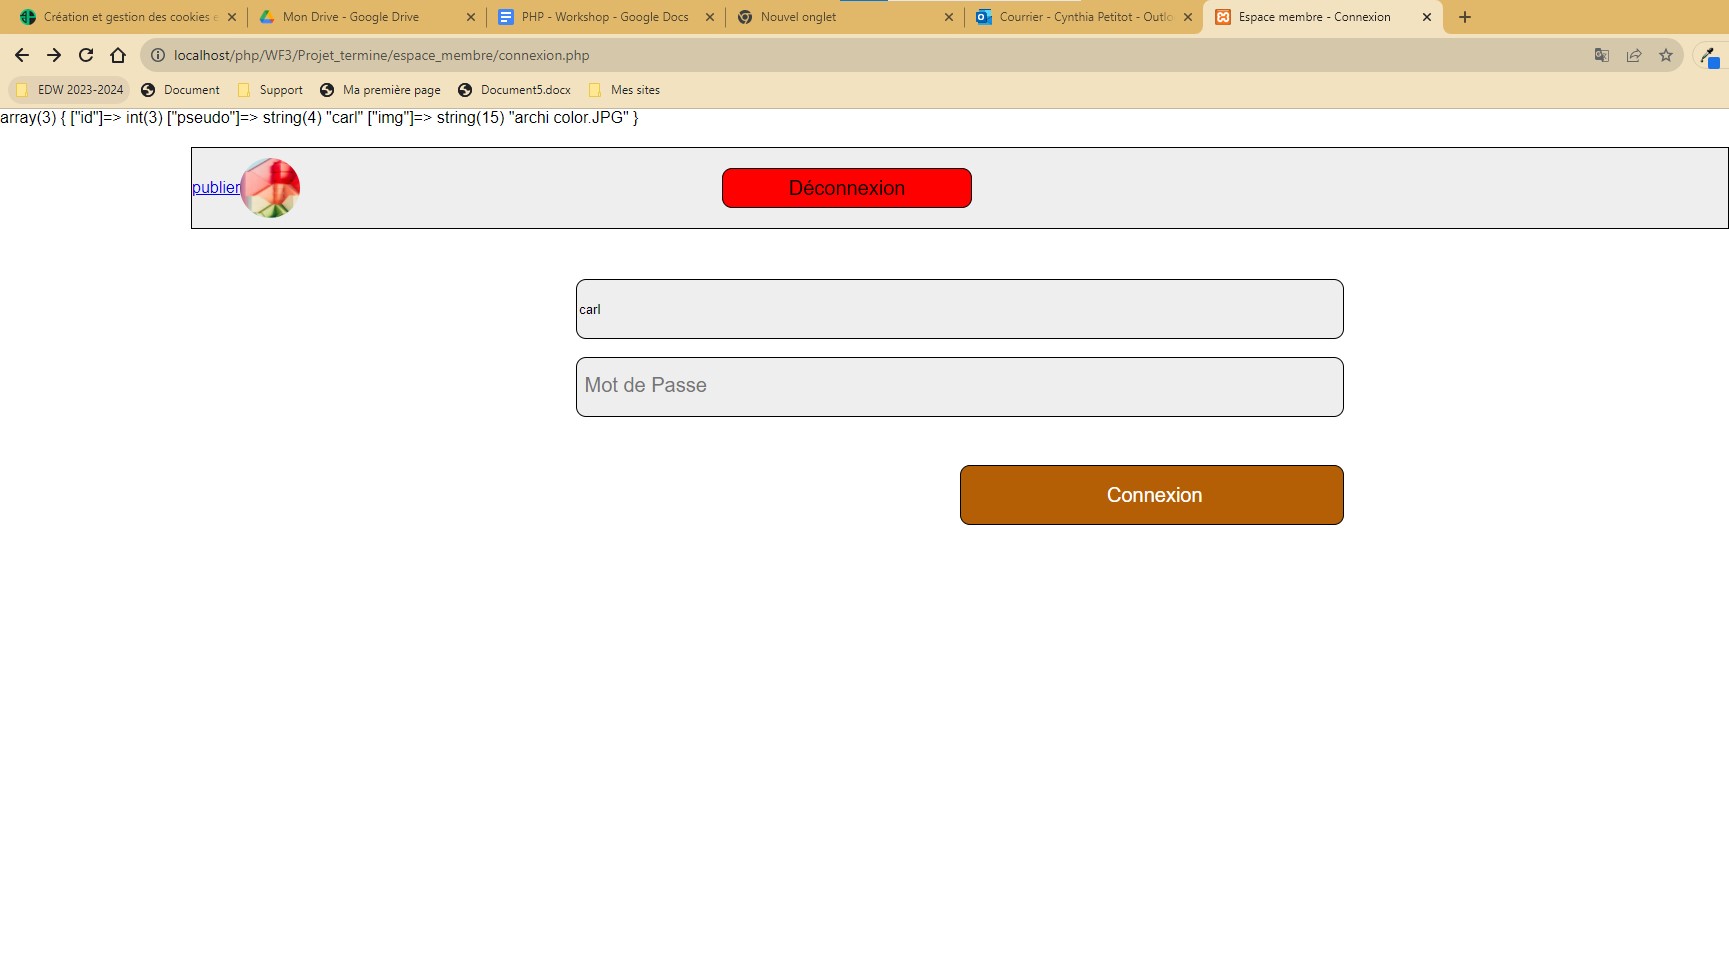 Création et gestion des cookies e
Mon Drive - Google Drive
PHP - Workshop - Google Docs
Nouvel onglet
Courrier - Cynthia Petitot - Outlo
Espace membre - Connexion
localhost/php/WF3/Projet_termine/espace_membre/connexion.php
EDW 2023-2024
Document
Support
Ma première page
Document5.docx
Mes sites
array(3) { ["id"]=> int(3) ["pseudo"]=> string(4) "carl" ["img"]=> string(15) "archi color.JPG" }
publier
Déconnexion
carl
Mot de Passe
Connexion